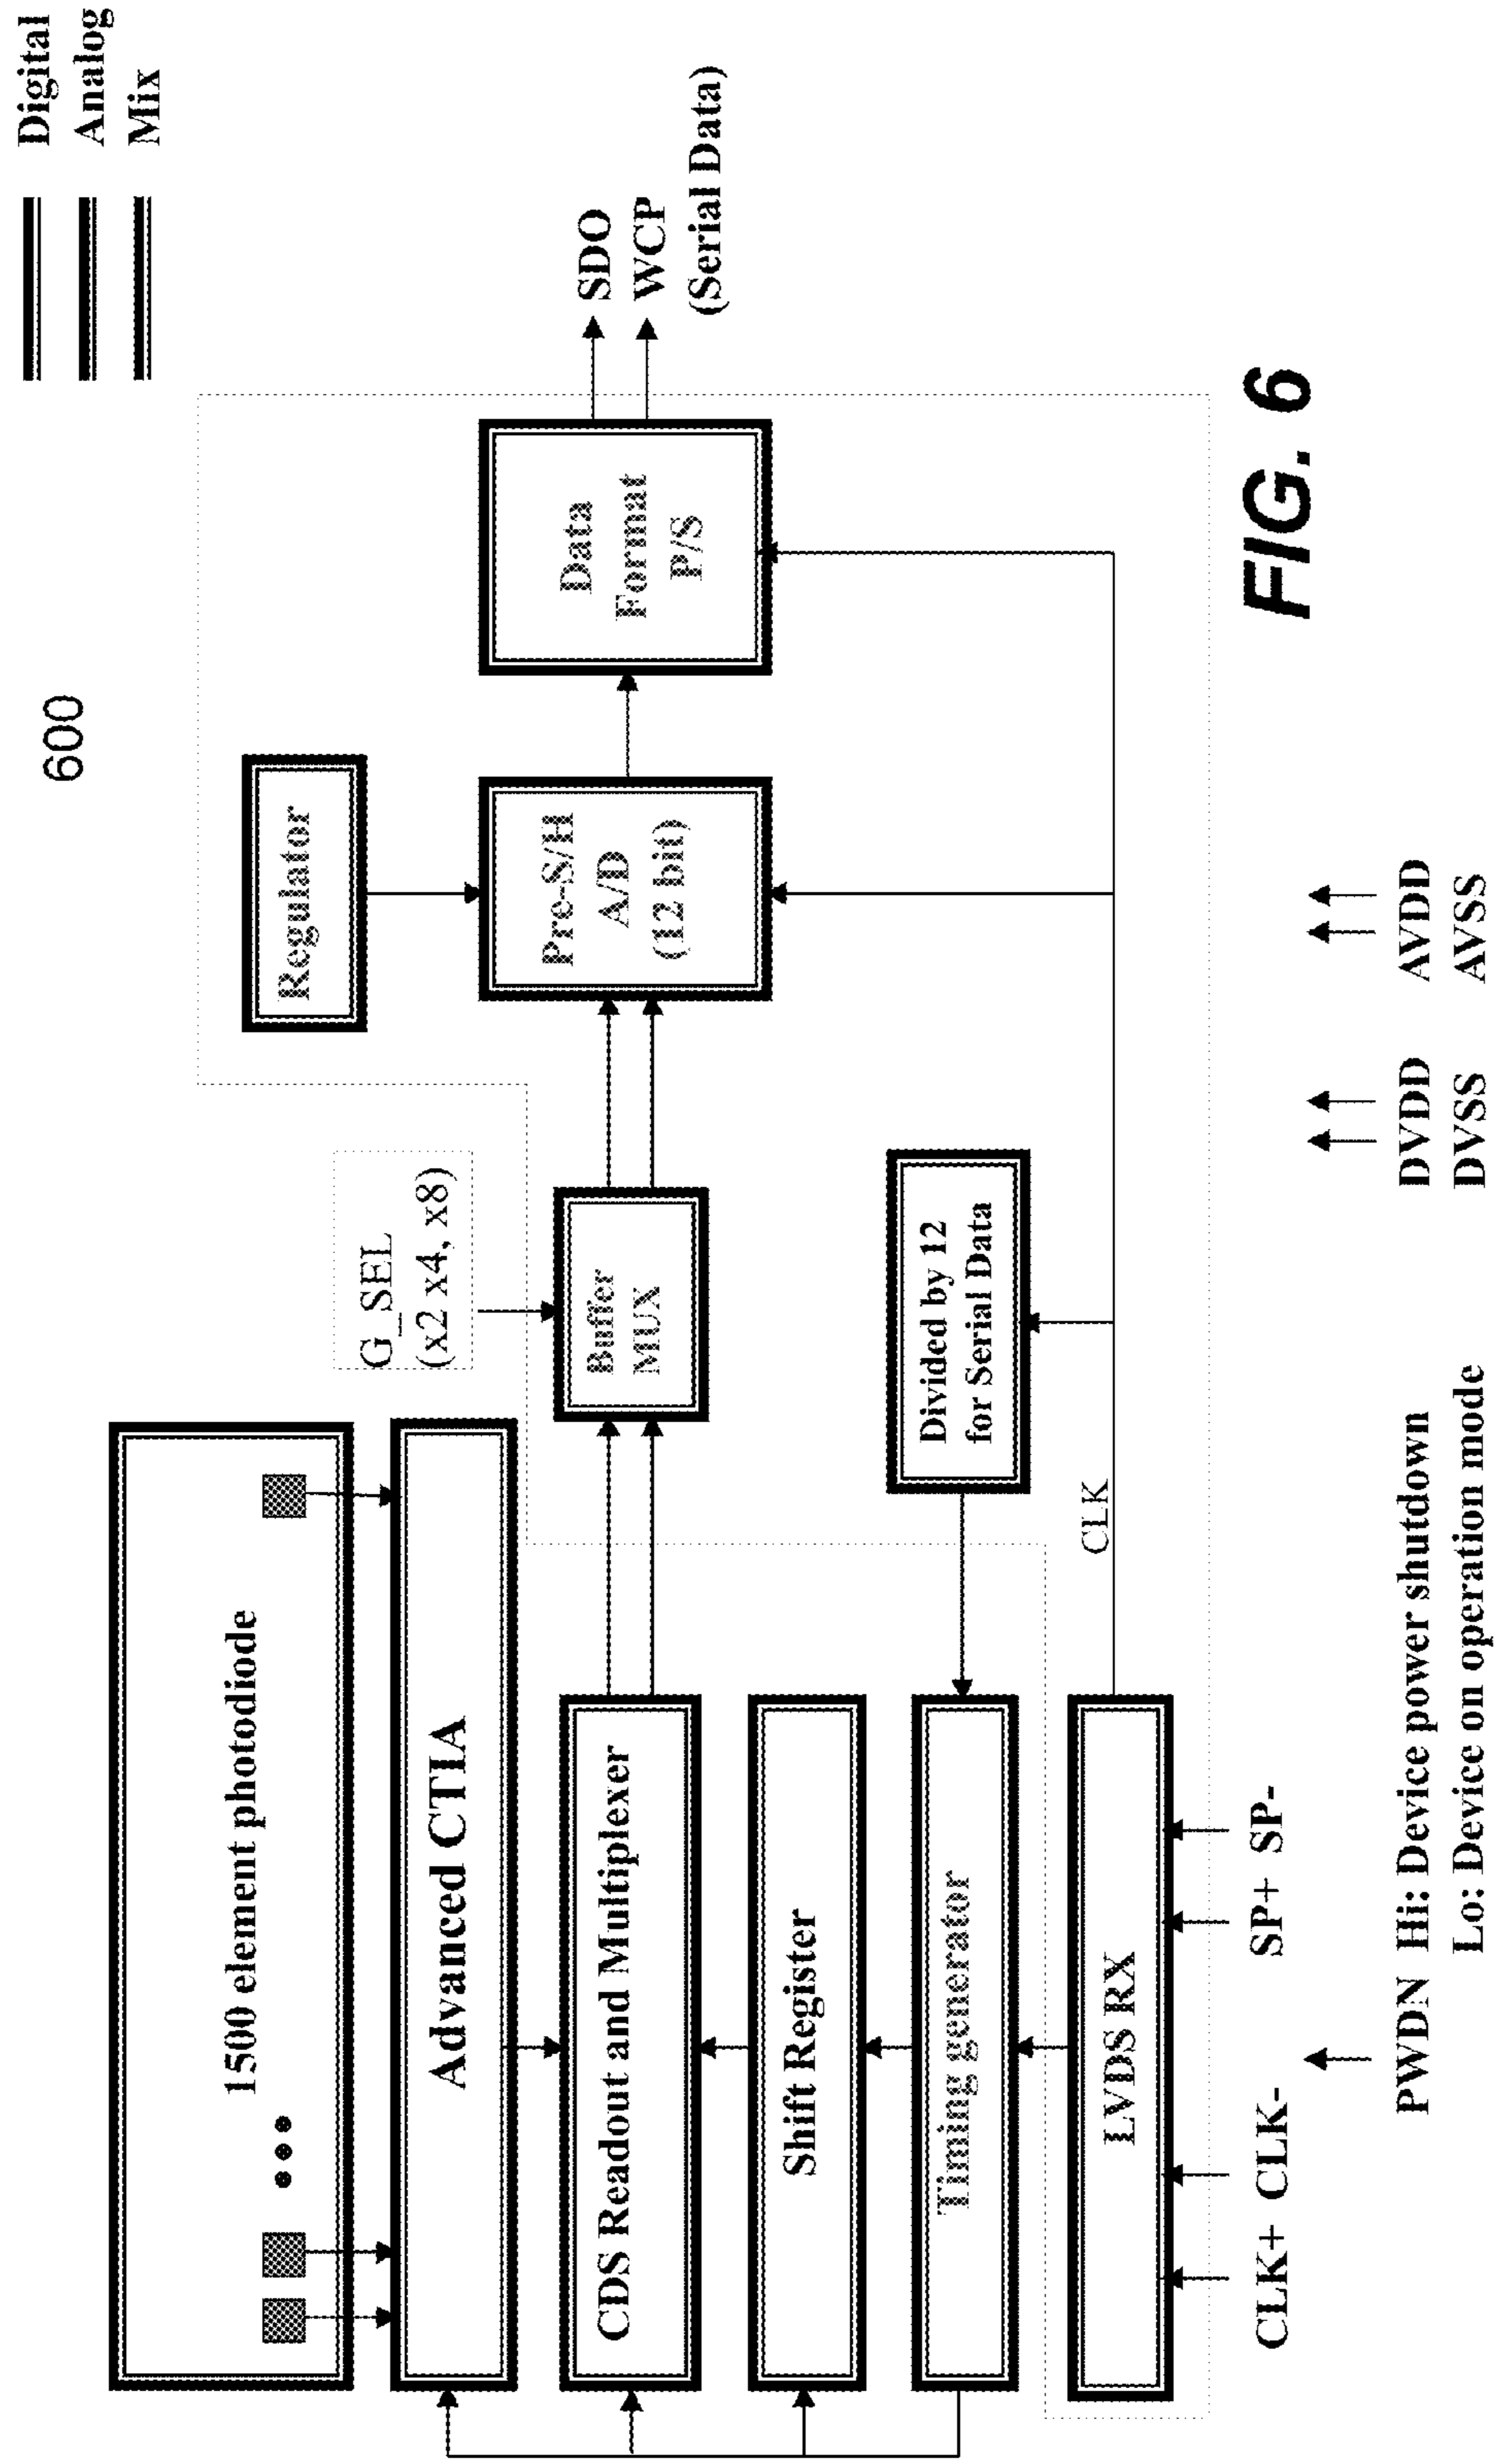 600
Digital
Analog
Mix
1500 element photodiode
Advanced CTIA
G_SEL
(x2 x4, x8)
Regulator
CDS Readout and Multiplexer
Buffer
MUX
Pre-S/H
A/D
(12 bit)
Data
Format
P/S
SDO
WCP
(Serial Data)
Shift Register
Timing generator
Divided by 12
for Serial Data
LVDS RX
CLK
CLK+ CLK-
SP+ SP-
FIG. 6
PWDN Hi: Device power shutdown
Lo: Device on operation mode
DVDD
DVSS
AVDD
AVSS